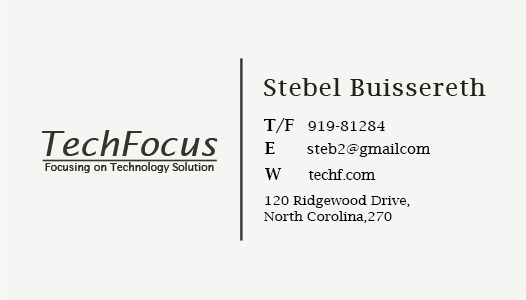 TechFocus
Focusing on Technology Solution
Stebel Buissereth
T/F 919-81284
E steb2@gmailcom
W techf.com
120 Ridgewood Drive,
North Corolina,270